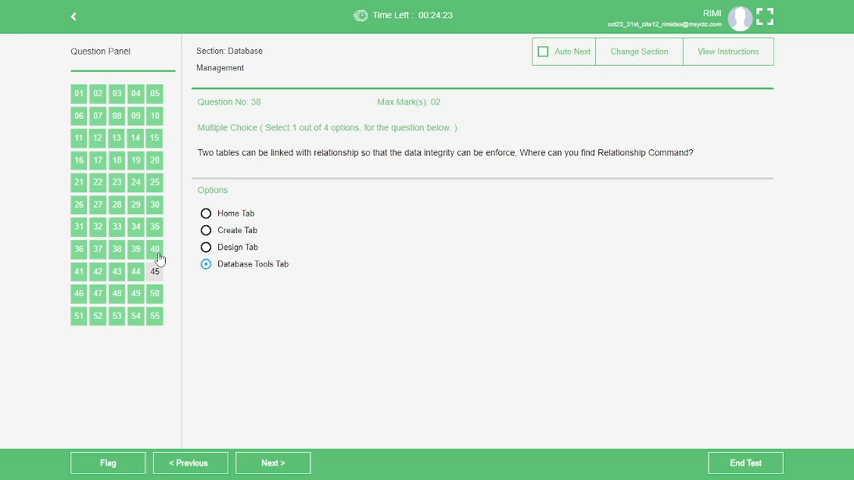 Time Left : 00:24:23
RIMI
Question Panel
Section: Database
Management
Auto Next
Change Section
View Instructions
01 02 03 04 05
06 07 08 09 10
11 12 13 14 15
16 17 18 19 20
21 22 23 24 25
26 27 28 29 30
31 32 33 34 35
36 37 38 39 40
41 42 43 44 45
46 47 48 49 50
51 52 53 54 55
Question No: 36
Max Mark(s): 02
Multiple Choice ( Select 1 out of 4 options, for the question below. )
Two tables can be linked with relationship so that the data integrity can be enforce, Where can you find Relationship Command?
Options
Home Tab
Create Tab
Design Tab
Database Tools Tab
Flag
< Previous
Next >
End Test